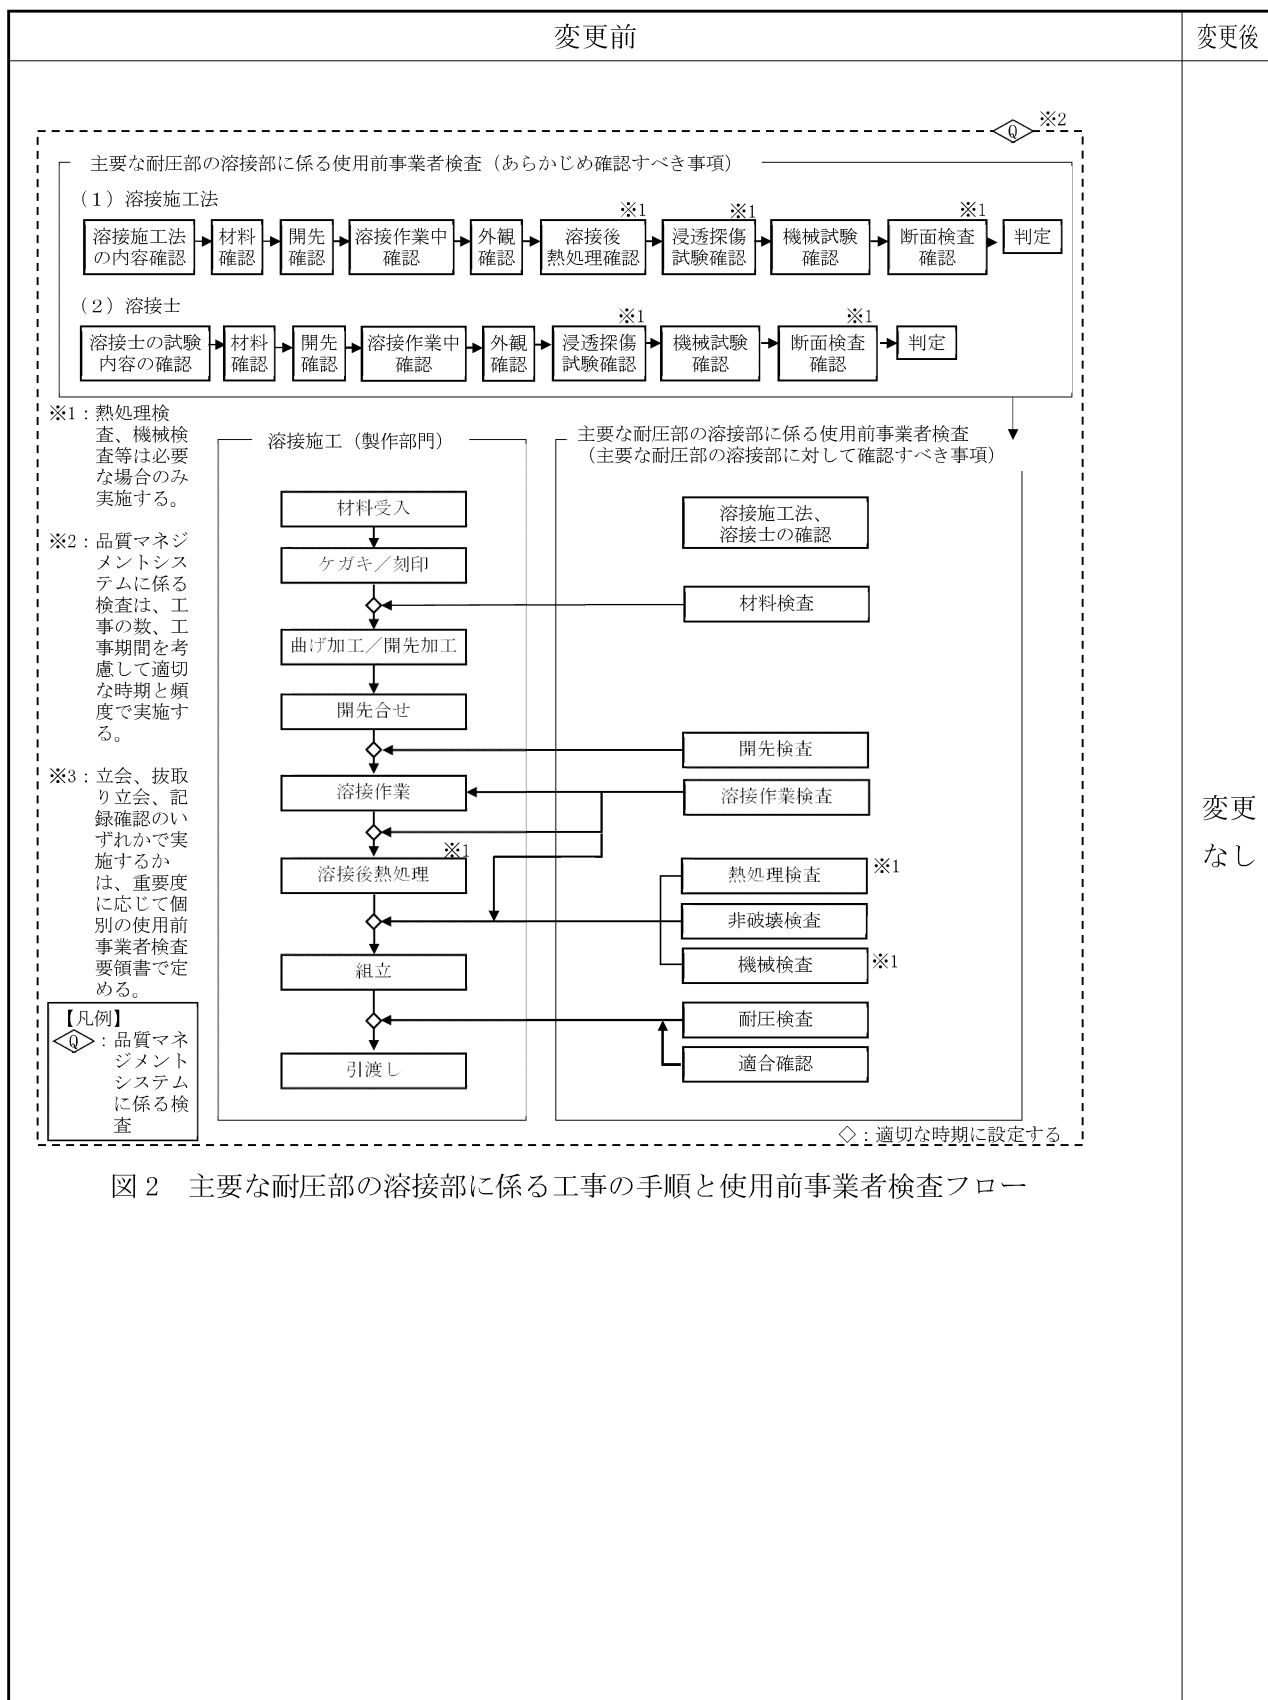 変更前
変更後
Q
※2
主要な耐圧部の溶接部に係る使用前事業者検査（あらかじめ確認すべき事項）
（１）溶接施工法
※1
※1
※1
溶接施工法
の内容確認
材料
確認
開先
確認
溶接作業中
確認
外観
確認
溶接後
熱処理確認
浸透探傷
試験確認
機械試験
確認
断面検査
確認
判定
（２）溶接士
※1
※1
溶接士の試験
内容の確認
材料
確認
開先
確認
溶接作業中
確認
外観
確認
浸透探傷
試験確認
機械試験
確認
断面検査
確認
判定
※1：熱処理検
査、機械検
査等は必要
な場合のみ
実施する。
※2：品質マネジ
メントシス
テムに係る
検査は、工
事の数、工
事期間を考
慮して適切
な時期と頻
度で実施す
る。
※3：立会、抜取
り立会、記
録確認のい
ずれかで実
施するか
は、重要度
に応じて個
別の使用前
事業者検査
要領書で定
める。
【凡例】
Q：品質マネ
ジメント
システム
に係る検
査
溶接施工（製作部門）
材料受入
ケガキ／刻印
曲げ加工／開先加工
開先合せ
溶接作業
※1
溶接後熱処理
組立
引渡し
主要な耐圧部の溶接部に係る使用前事業者検査
（主要な耐圧部の溶接部に対して確認すべき事項）
溶接施工法、
溶接士の確認
材料検査
開先検査
溶接作業検査
熱処理検査
※1
非破壊検査
機械検査
※1
耐圧検査
適合確認
◇：適切な時期に設定する
図２　主要な耐圧部の溶接部に係る工事の手順と使用前事業者検査フロー
変更
なし